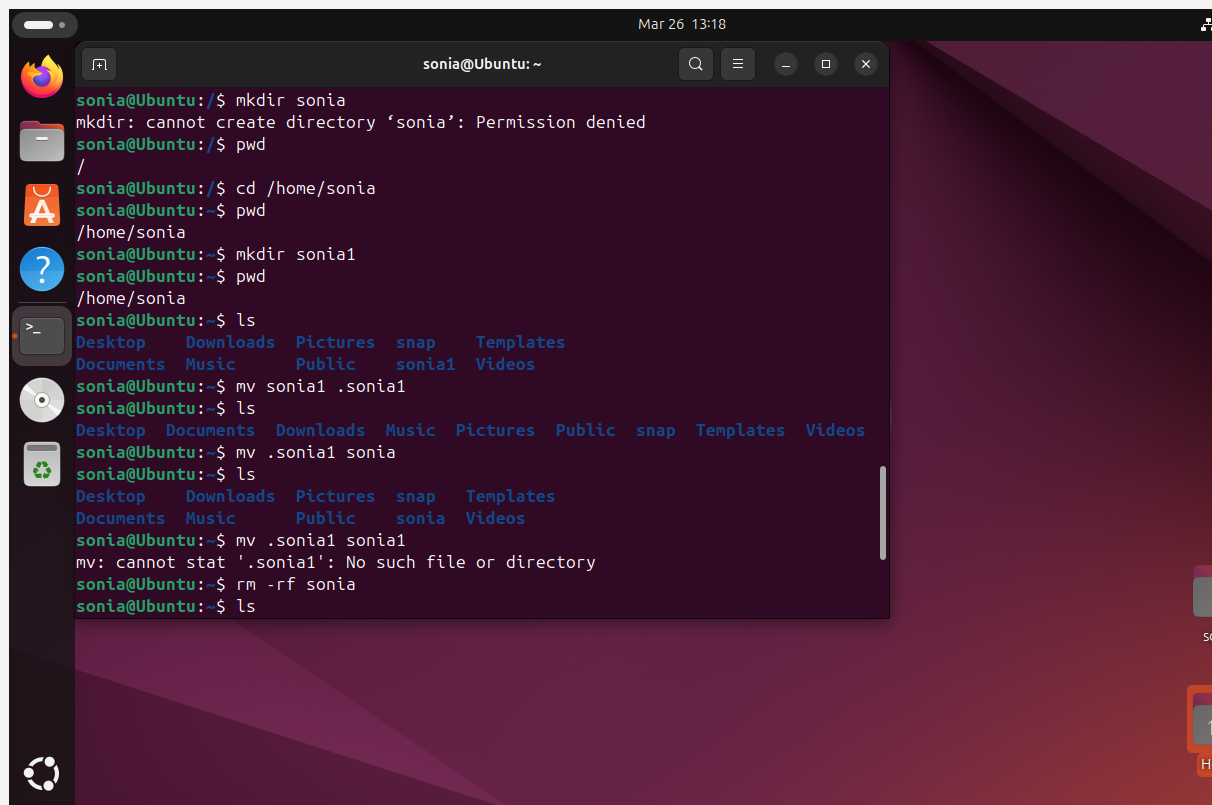 Mar 26 13:18
sonia@Ubuntu: ~
sonia@Ubuntu:/$ mkdir sonia
mkdir: cannot create directory ‘sonia’: Permission denied
sonia@Ubuntu:/$ pwd
/
sonia@Ubuntu:/$ cd /home/sonia
sonia@Ubuntu:~$ pwd
/home/sonia
sonia@Ubuntu:~$ mkdir sonia1
sonia@Ubuntu:~$ pwd
/home/sonia
sonia@Ubuntu:~$ ls
Desktop    Downloads  Pictures  snap    Templates
Documents  Music      Public    sonia1  Videos
sonia@Ubuntu:~$ mv sonia1 .sonia1
sonia@Ubuntu:~$ ls
Desktop  Documents  Downloads  Music  Pictures  Public  snap  Templates  Videos
sonia@Ubuntu:~$ mv .sonia1 sonia
sonia@Ubuntu:~$ ls
Desktop    Downloads  Pictures  snap   Templates
Documents  Music      Public    sonia  Videos
sonia@Ubuntu:~$ mv .sonia1 sonia1
mv: cannot stat '.sonia1': No such file or directory
sonia@Ubuntu:~$ rm -rf sonia
sonia@Ubuntu:~$ ls